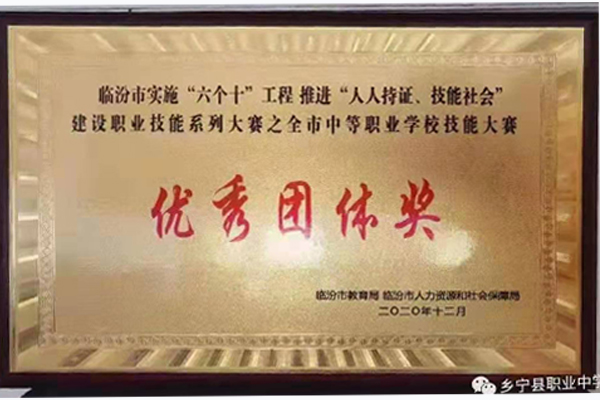 临汾市实施“六个十”工程 推进“人人持证、技能社会”
建设职业技能系列大赛之全市中等职业学校技能大赛
优秀团体奖
临汾市教育局 临汾市人力资源和社会保障局
二〇二〇年十二月
乡宁县职业中学